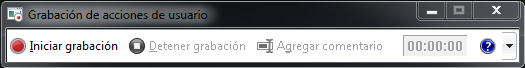 Grabación de acciones de usuario
Iniciar grabación Detener grabación Agregar comentario 00:00:00 ?